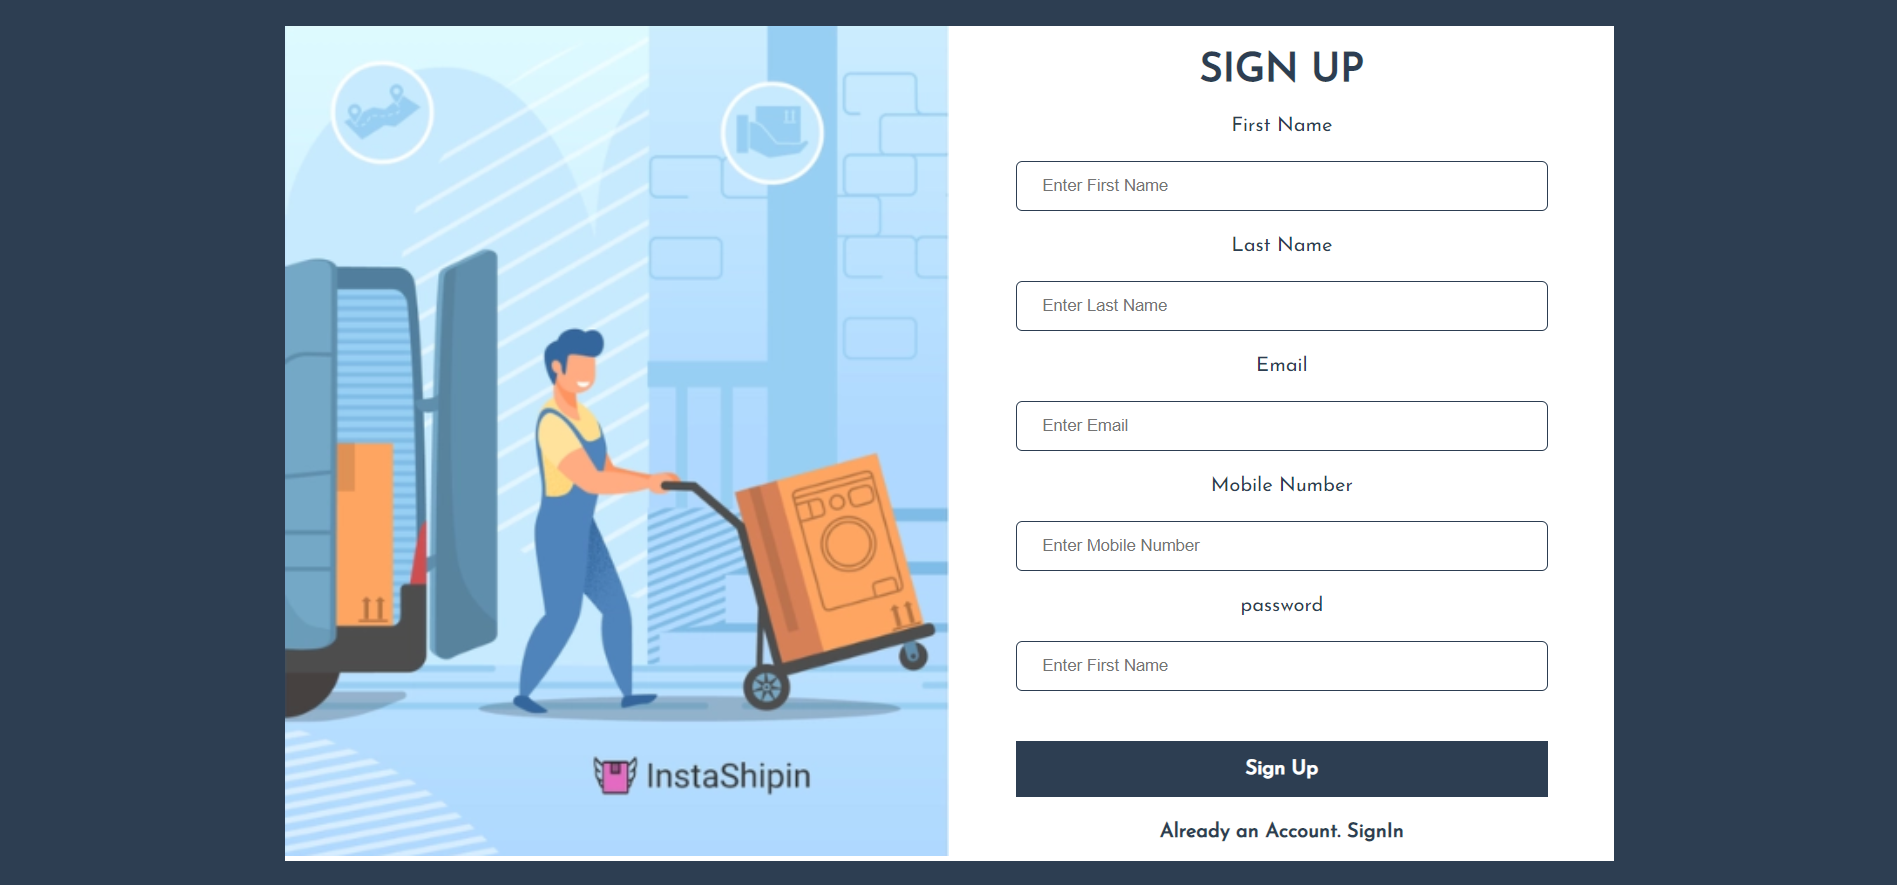 SIGN UP
First Name
Enter First Name
Last Name
Enter Last Name
Email
Enter Email
Mobile Number
Enter Mobile Number
password
Enter First Name
Sign Up
Already an Account. SignIn
InstaShipin